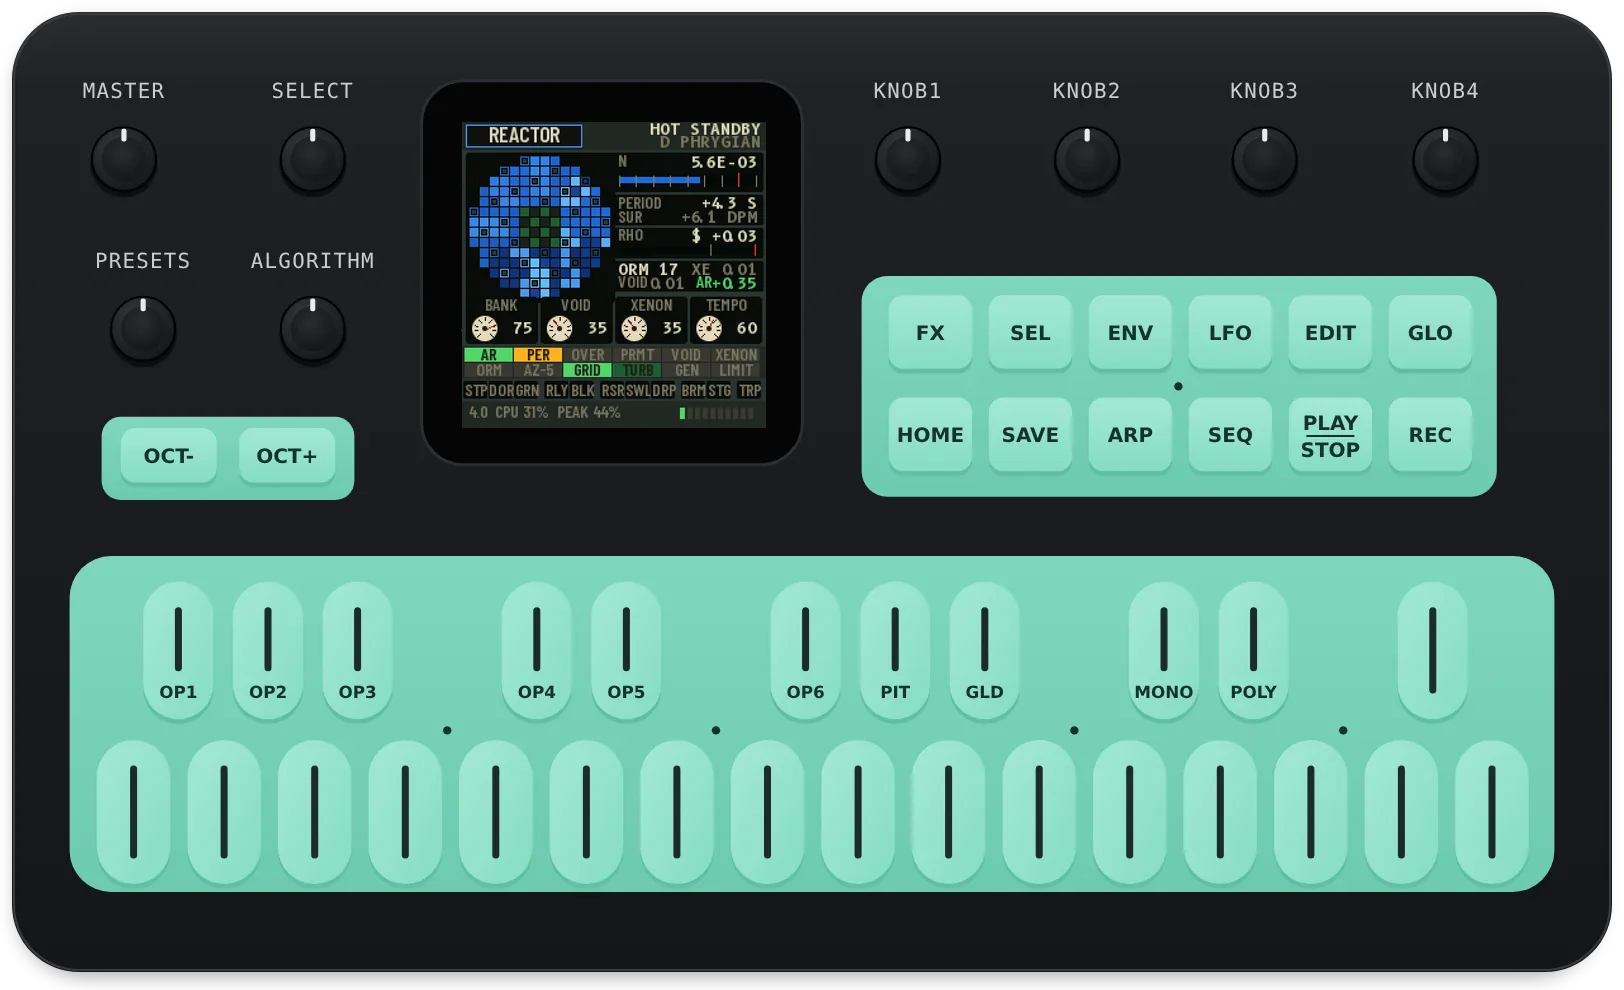 MASTER SELECT KNOB1 KNOB2 KNOB3 KNOB4
REACTOR HOT STANDBY
D PHRYGIAN
N 5.6E-03
PERIOD +4.3 S
SUR +6.1 DPM
RHO $ +0.03
ORM 17 XE 0.01
VOID 0.01 AR+0.35
BANK VOID XENON TEMPO
75 35 35 60
AR PER OVER PRMT VOID XENON
ORM AZ-5 GRID TURB GEN LIMIT
STP DOR GRN RLY BLK RSR SWL DRP BRM STG TRP
4.0 CPU 31% PEAK 44%
PRESETS ALGORITHM
OCT- OCT+
FX SEL ENV LFO EDIT GLO
HOME SAVE ARP SEQ PLAY STOP REC
OP1 OP2 OP3 OP4 OP5 OP6 PIT GLD MONO POLY